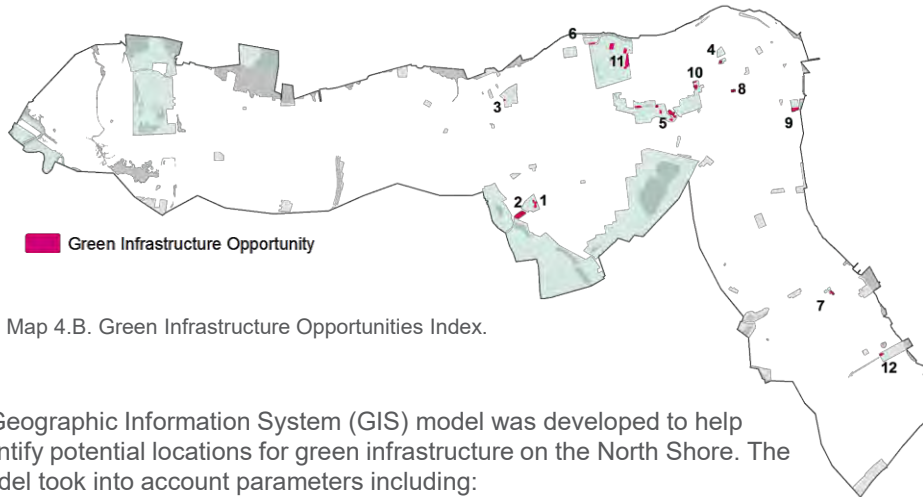 6
4
11
10
8
3
5
9
2 1
Green Infrastructure Opportunity
7
Map 4.B. Green Infrastructure Opportunities Index.
12
Geographic Information System (GIS) model was developed to help
ntify potential locations for green infrastructure on the North Shore. The
del took into account parameters including: